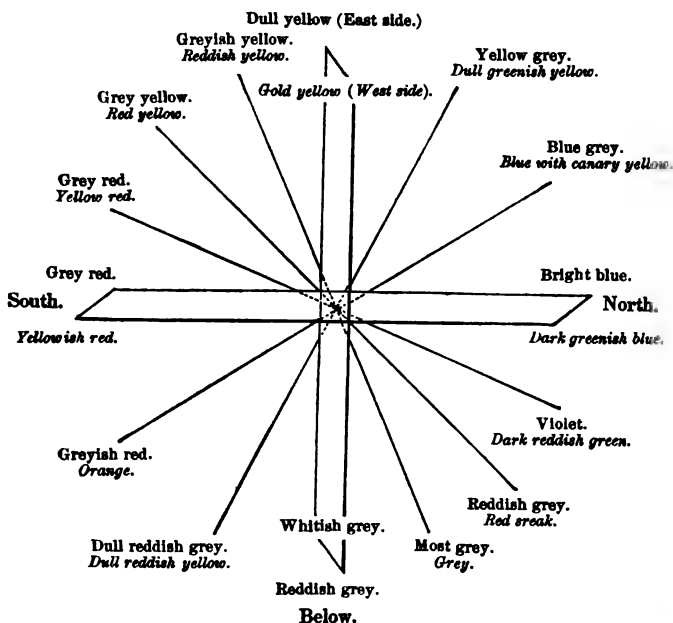 Dull yellow (East side.)
Greyish yellow.
Reddish yellow.
Yellow grey.
Dull greenish yellow.
Gold yellow (West side).
Grey yellow.
Red yellow.
Blue grey.
Blue with canary yellow.
Grey red.
Yellow red.
Grey red.
Bright blue.
South.
North.
Yellowish red.
Dark greenish blue.
Violet.
Dark reddish green.
Greyish red.
Orange.
Reddish grey.
Red sreak.
Whitish grey.
Dull reddish grey.
Dull reddish yellow.
Most grey.
Grey.
Reddish grey.
Below.